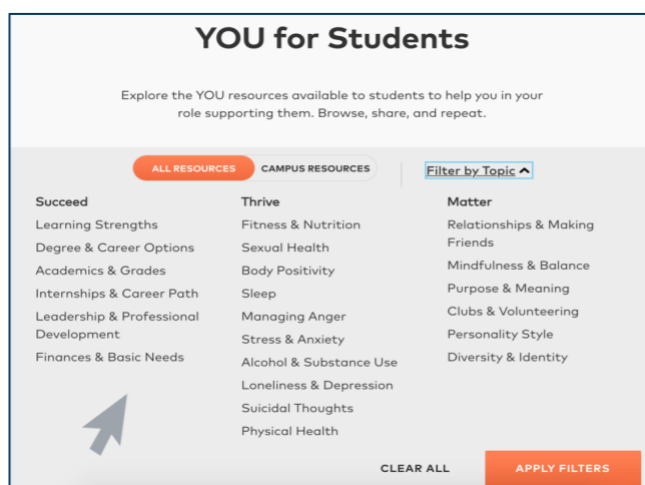 YOU for Students
Explore the YOU resources available to students to help you in your
role supporting them. Browse, share, and repeat.
ALL RESOURCES
CAMPUS RESOURCES
Filter by Topic
Succeed
Learning Strengths
Degree & Career Options
Academics & Grades
Internships & Career Path
Leadership & Professional
Development
Finances & Basic Needs
Thrive
Fitness & Nutrition
Sexual Health
Body Positivity
Sleep
Managing Anger
Stress & Anxiety
Alcohol & Substance Use
Loneliness & Depression
Suicidal Thoughts
Physical Health
Matter
Relationships & Making
Friends
Mindfulness & Balance
Purpose & Meaning
Clubs & Volunteering
Personality Style
Diversity & Identity
CLEAR ALL
APPLY FILTERS